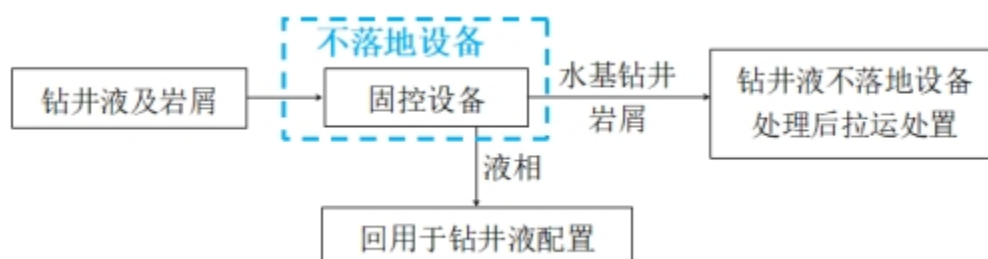 不落地设备
钻井液及岩屑
固控设备
水基钻井
岩屑
钻井液不落地设备
处理后拉运处置
液相
回用于钻井液配置